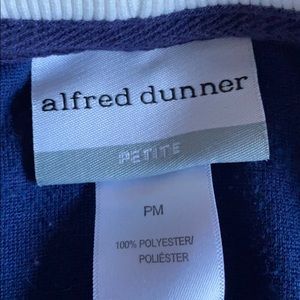 alfred dunner
PETITE
PM
100% POLYESTER/
POLIÉSTER